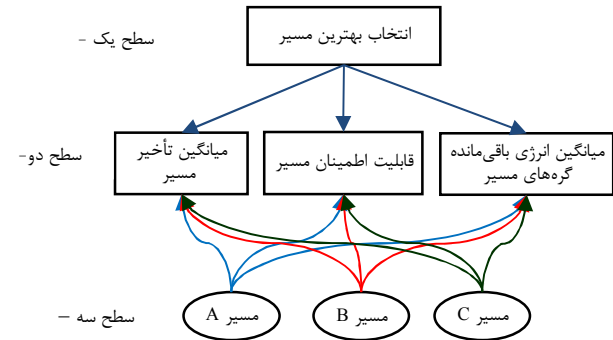 انتخاب بهترین مسیر
سطح یک -
میانگین انرژی باقی‌مانده
گره‌های مسیر
قابلیت اطمینان مسیر
میانگین تأخیر
مسیر
سطح دو-
مسیر C
مسیر B
مسیر A
سطح سه –